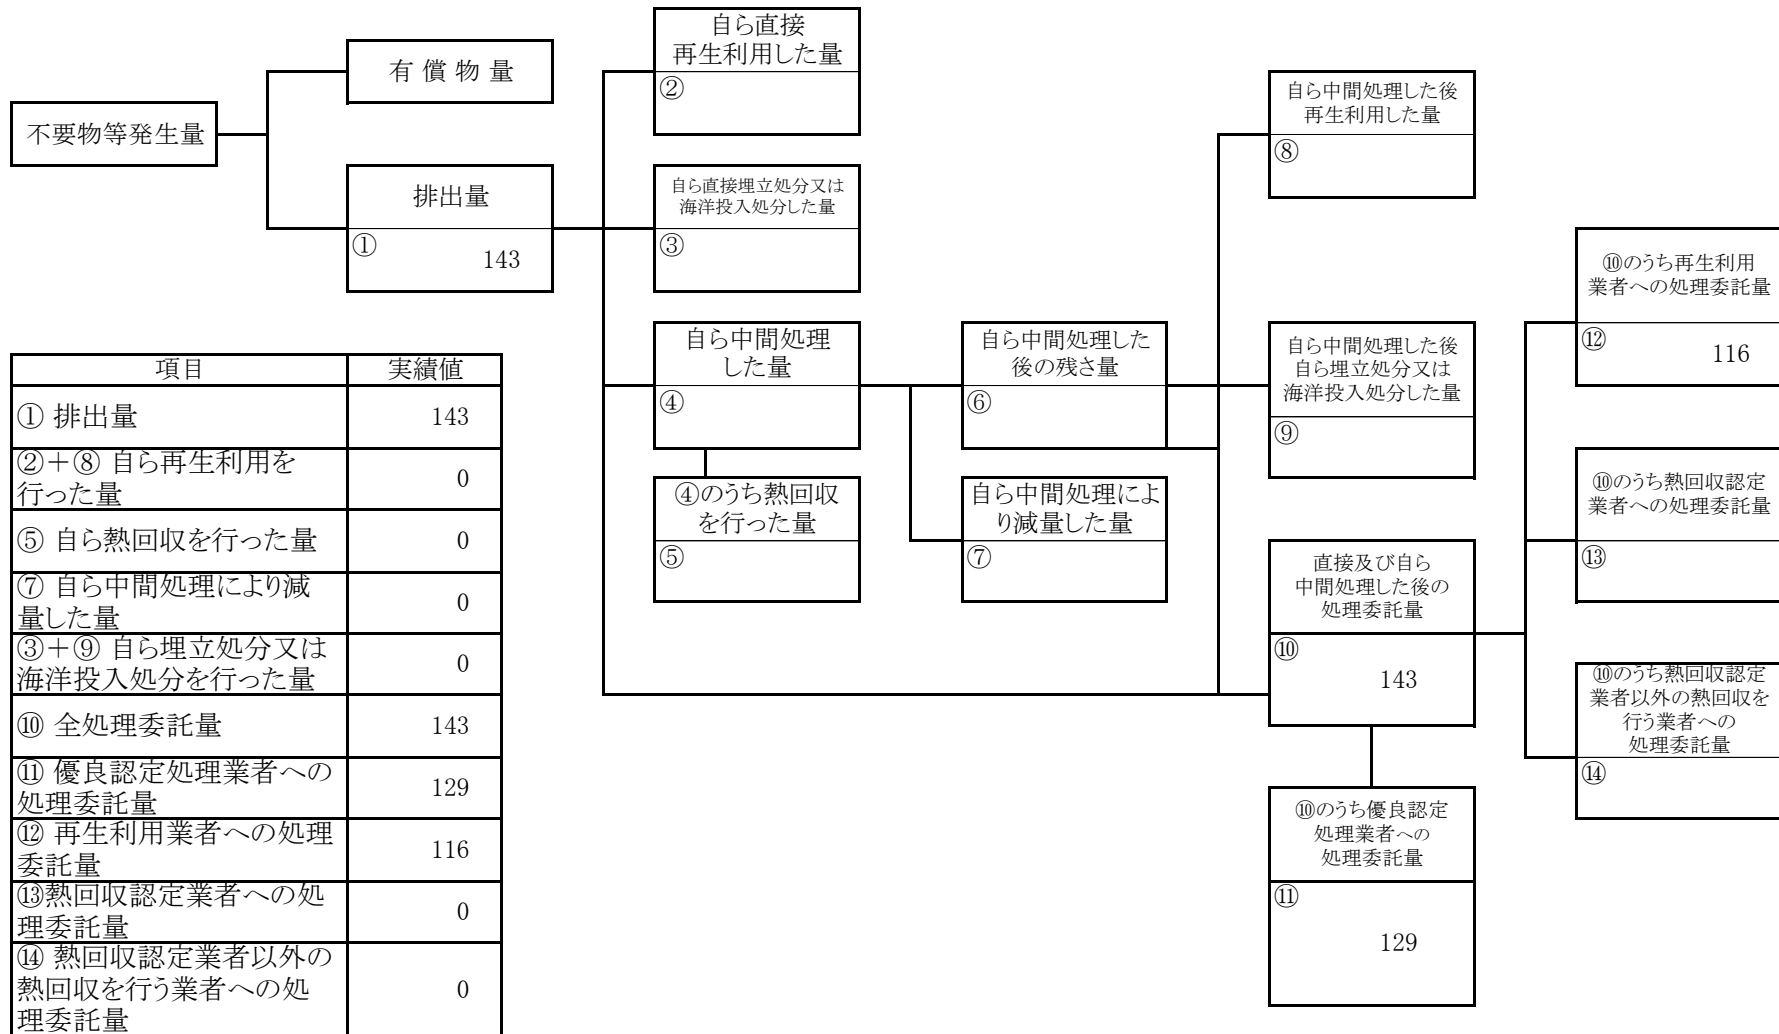 不要物等発生量
有 償 物 量
排出量
①
143
自ら直接
再生利用した量
②
自ら直接埋立処分又は
海洋投入処分した量
③
自ら中間処理
した量
④
④のうち熱回収
を行った量
⑤
自ら中間処理した
後の残さ量
⑥
自ら中間処理によ
り減量した量
⑦
自ら中間処理した後
再生利用した量
⑧
自ら中間処理した後
自ら埋立処分又は
海洋投入処分した量
⑨
直接及び自ら
中間処理した後の
処理委託量
⑩
143
⑩のうち優良認定
処理業者への
処理委託量
⑪
129
⑩のうち再生利用
業者への処理委託量
⑫
116
⑩のうち熱回収認定
業者への処理委託量
⑬
⑩のうち熱回収認定
業者以外の熱回収を
行う業者への
処理委託量
⑭
項目 実績値
① 排出量 143
②＋⑧ 自ら再生利用を
行った量 0
⑤ 自ら熱回収を行った量 0
⑦ 自ら中間処理により減
量した量 0
③＋⑨ 自ら埋立処分又は
海洋投入処分を行った量 0
⑩ 全処理委託量 143
⑪ 優良認定処理業者への
処理委託量 129
⑫ 再生利用業者への処理
委託量 116
⑬熱回収認定業者への処
理委託量 0
⑭ 熱回収認定業者以外の
熱回収を行う業者への処
理委託量 0